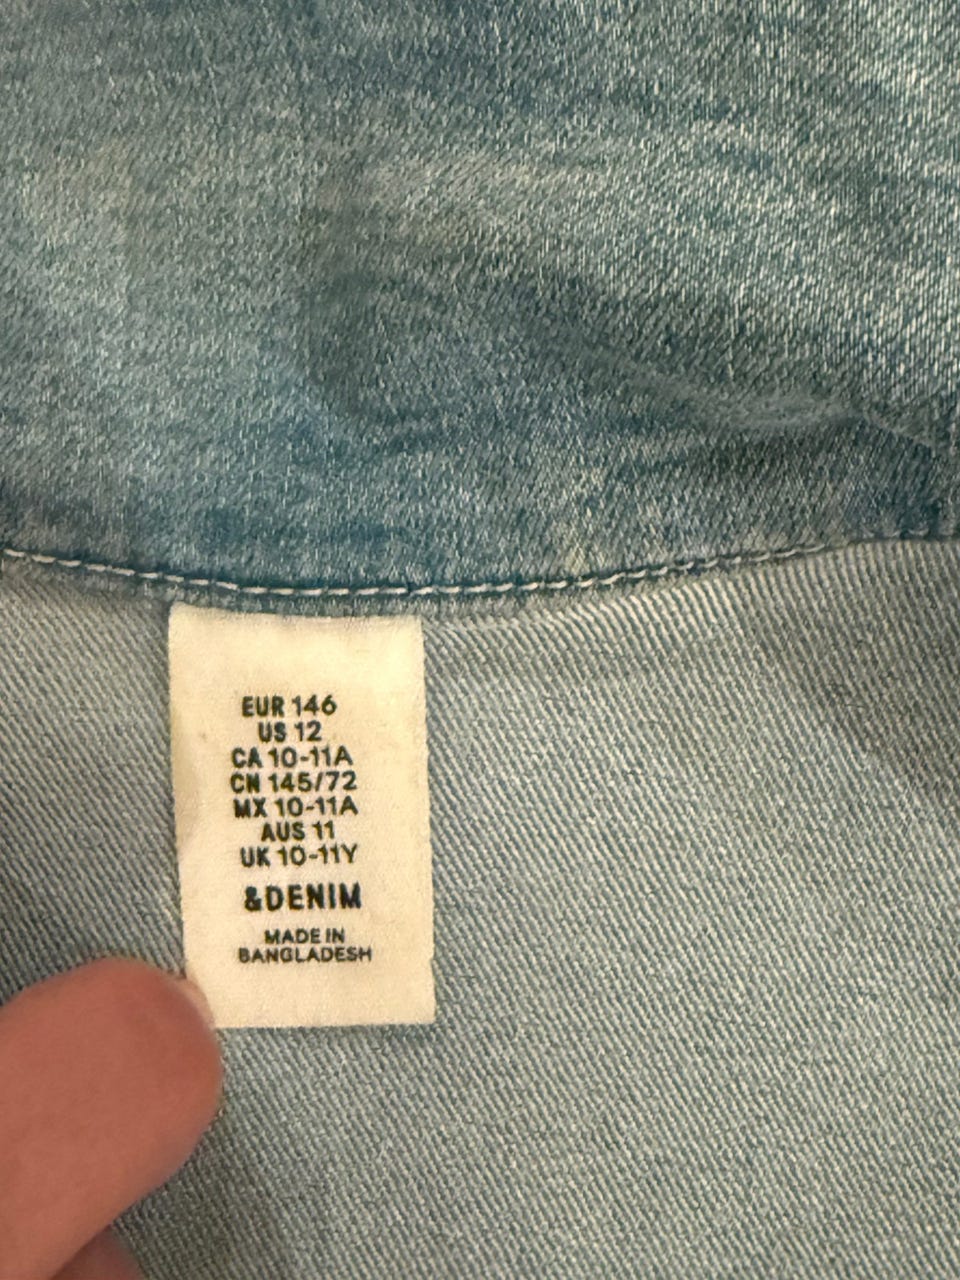 EUR 146
US 12
CA 10-11A
CN 145/72
MX 10-11A
AUS 11
UK 10-11Y
&DENIM
MADE IN
BANGLADESH